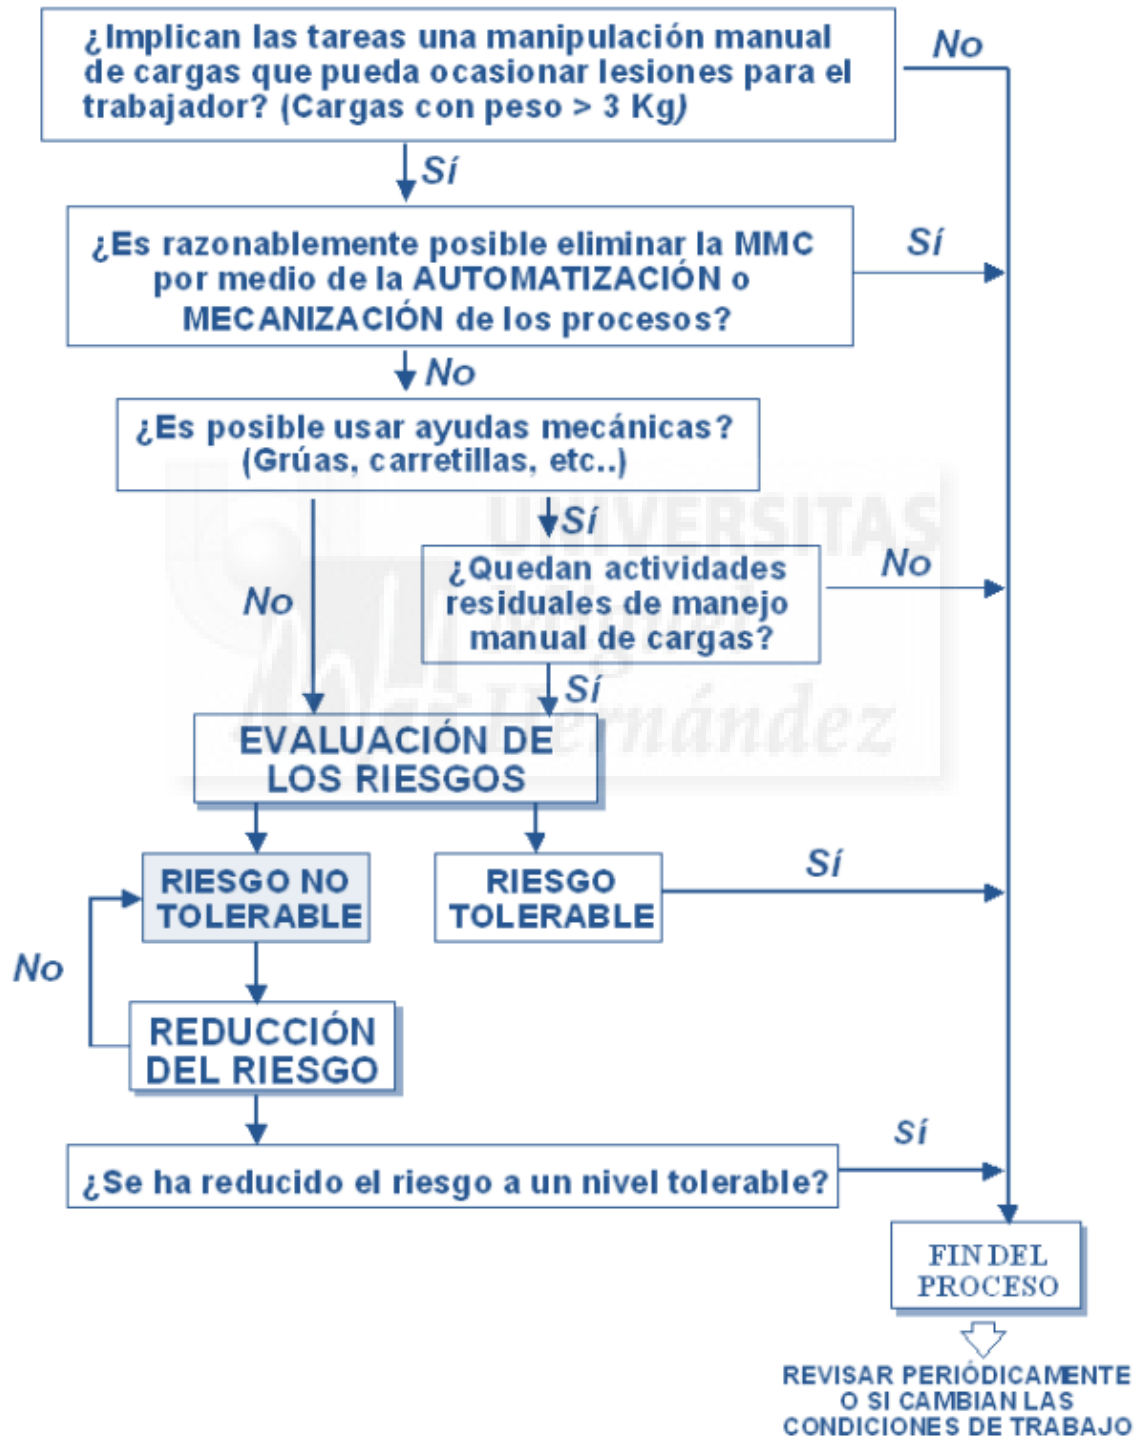 ¿Implican las tareas una manipulación manual
de cargas que pueda ocasionar lesiones para el
trabajador? (Cargas con peso > 3 Kg)
No
Sí
¿Es razonablemente posible eliminar la MMC
por medio de la AUTOMATIZACIÓN o
MECANIZACIÓN de los procesos?
Sí
No
¿Es posible usar ayudas mecánicas?
(Grúas, carretillas, etc..)
Sí
UNIVERSITAS
Miguel
Hernández
No
¿Quedan actividades
residuales de manejo
manual de cargas?
No
Sí
EVALUACIÓN DE
LOS RIESGOS
RIESGO NO
TOLERABLE
RIESGO
TOLERABLE
Sí
No
REDUCCIÓN
DEL RIESGO
¿Se ha reducido el riesgo a un nivel tolerable?
Sí
FIN DEL
PROCESO
REVISAR PERIÓDICAMENTE
O SI CAMBIAN LAS
CONDICIONES DE TRABAJO